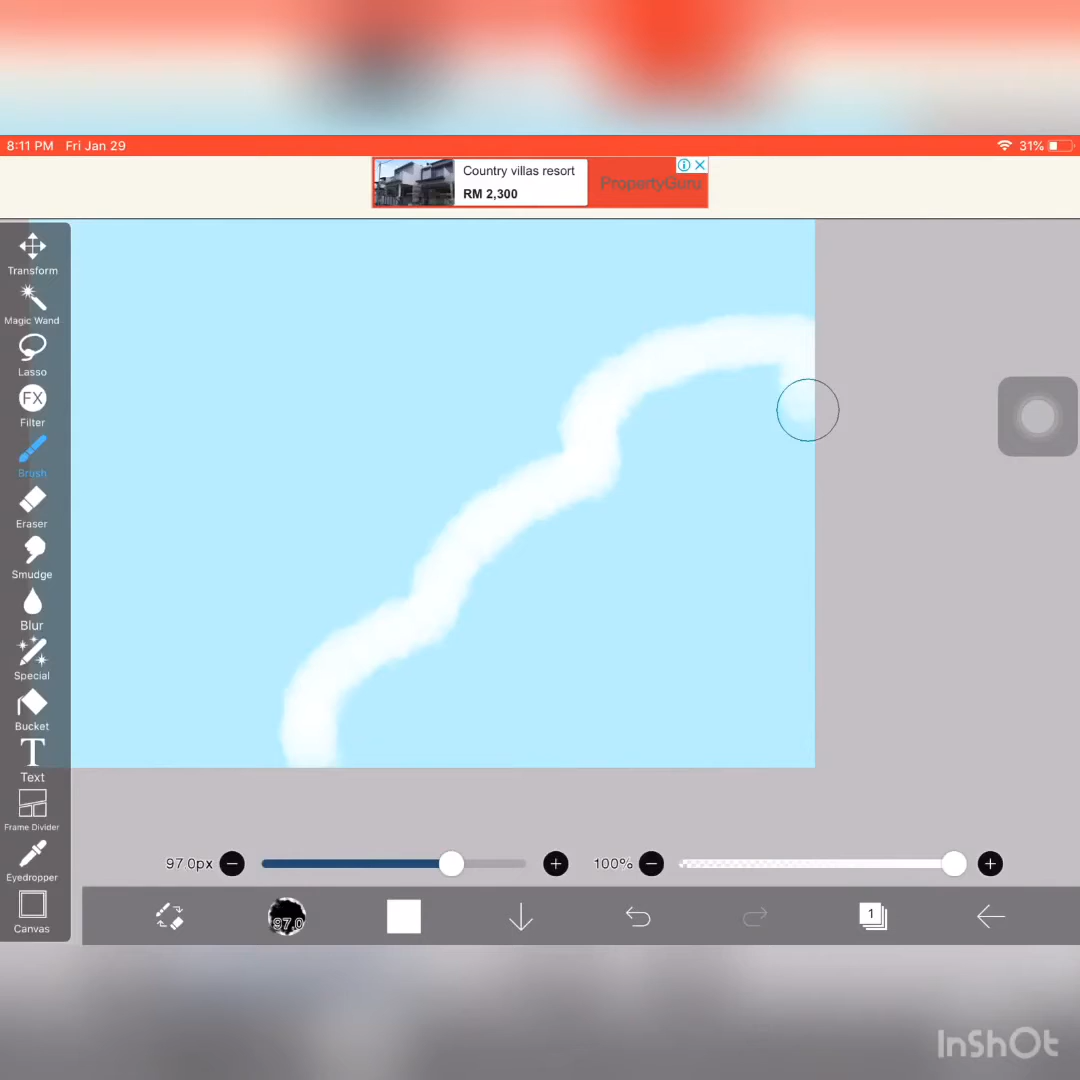 8:11 PM Fri Jan 29
31%
Country villas resort
RM 2,300
PropertyGuru
Transform
Magic Wand
Lasso
FX
Filter
Brush
Eraser
Smudge
Blur
Special
Bucket
T
Text
Frame Divider
Eyedropper
Canvas
97.0px
100%
97.0
1
InShOt